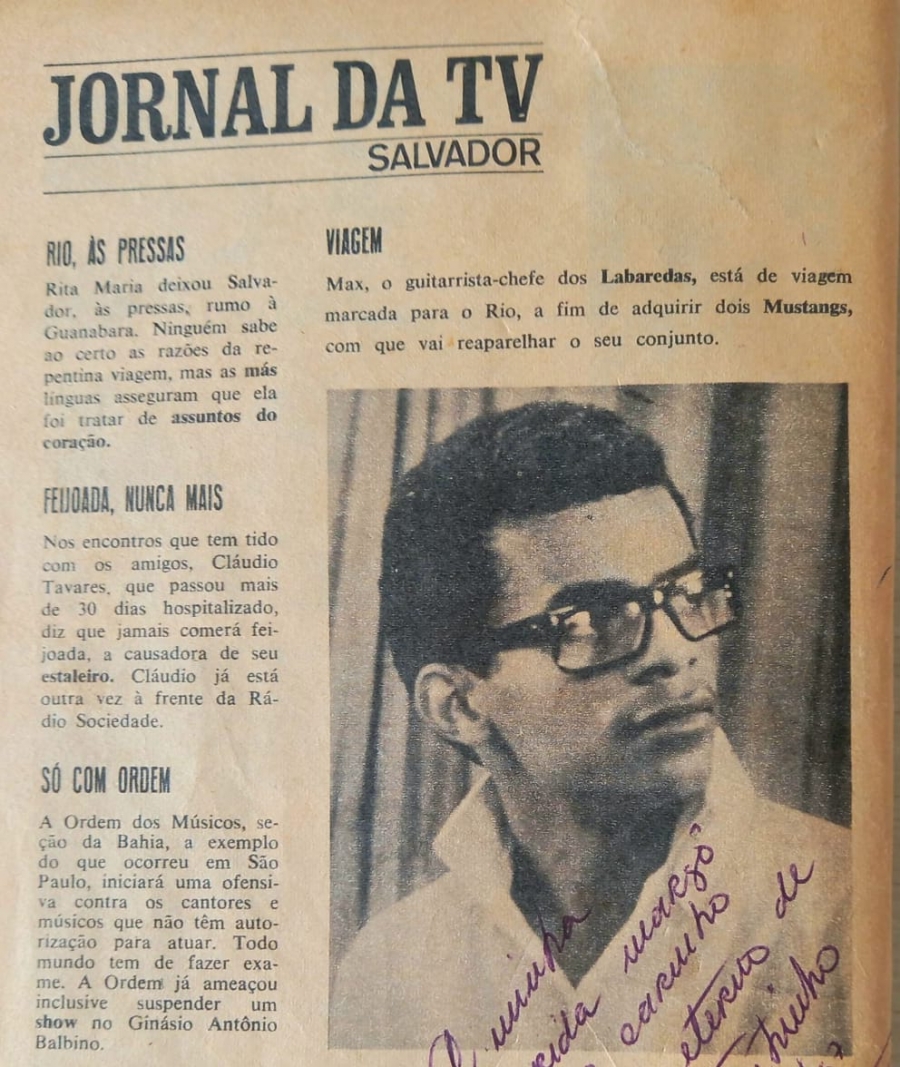 JORNAL DA TV
SALVADOR
RIO, ÀS PRESSAS
Rita Maria deixou Salva-
dor, às pressas, rumo à
Guanabara. Ninguém sabe
ao certo as razões da re-
pentina viagem, mas as más
línguas asseguram que ela
foi tratar de assuntos do
coração.
FEIJOADA, NUNCA MAIS
Nos encontros que tem tido
com os amigos, Cláudio
Tavares, que passou mais
de 30 dias hospitalizado,
diz que jamais comerá fei-
joada, a causadora de seu
estaleiro. Cláudio já está
outra vez à frente da Rá-
dio Sociedade.
SÓ COM ORDEM
A Ordem dos Músicos, se-
ção da Bahia, a exemplo
do que ocorreu em São
Paulo, iniciará uma ofensi-
va contra os cantores e
músicos que não têm auto-
rização para atuar. Todo
mundo tem de fazer exa-
me. A Ordem já ameaçou
inclusive suspender um
show no Ginásio Antônio
Balbino.
VIAGEM
Max, o guitarrista-chefe dos Labaredas, está de viagem
marcada para o Rio, a fim de adquirir dois Mustangs,
com que vai reaparelhar o seu conjunto.
minha
carinho
eterno de